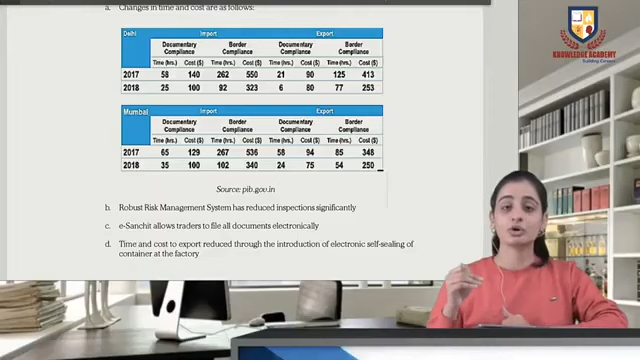 a. Changes in time and cost are as follows:
Delhi Import Export
Documentary Compliance Border Compliance Documentary Compliance Border Compliance
Time (hrs.) Cost ($) Time (hrs.) Cost ($) Time (hrs.) Cost ($) Time (hrs.) Cost ($)
2017 58 140 262 550 21 90 125 413
2018 25 100 92 323 6 80 77 253
Mumbai Import Export
Documentary Compliance Border Compliance Documentary Compliance Border Compliance
Time (hrs.) Cost ($) Time (hrs.) Cost ($) Time (hrs.) Cost ($) Time (hrs.) Cost ($)
2017 65 129 267 536 58 94 85 348
2018 35 100 102 340 24 75 54 250
Source: pib.gov.in
b. Robust Risk Management System has reduced inspections significantly
c. e-Sanchit allows traders to file all documents electronically
d. Time and cost to export reduced through the introduction of electronic self-sealing of
container at the factory
KNOWLEDGE ACADEMY
Building Careers